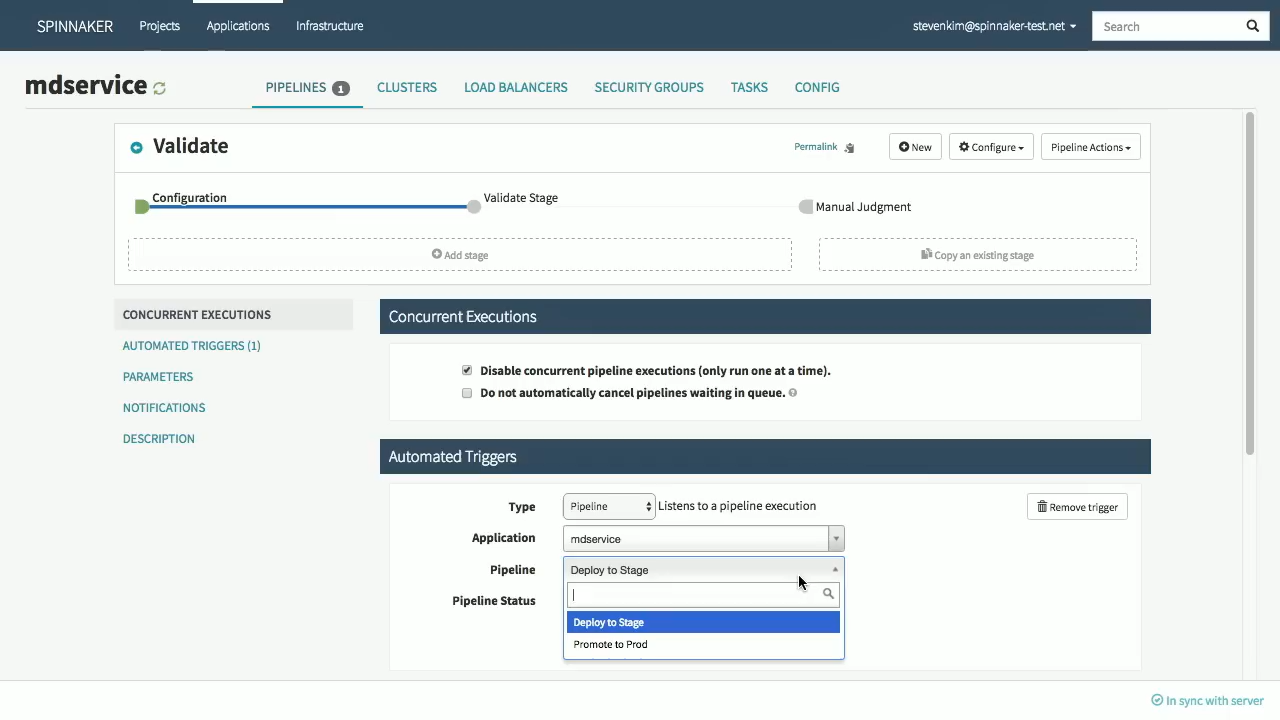 SPINNAKER Projects Applications Infrastructure stevenkim@spinnaker-test.net Search
mdservice PIPELINES 1 CLUSTERS LOAD BALANCERS SECURITY GROUPS TASKS CONFIG
Validate Permalink New Configure Pipeline Actions
Configuration Validate Stage Manual Judgment
Add stage Copy an existing stage
CONCURRENT EXECUTIONS
AUTOMATED TRIGGERS (1)
PARAMETERS
NOTIFICATIONS
DESCRIPTION
Concurrent Executions
Disable concurrent pipeline executions (only run one at a time).
Do not automatically cancel pipelines waiting in queue.
Automated Triggers
Type Pipeline Listens to a pipeline execution Remove trigger
Application mdservice
Pipeline Deploy to Stage
Pipeline Status
Deploy to Stage
Promote to Prod
In sync with server